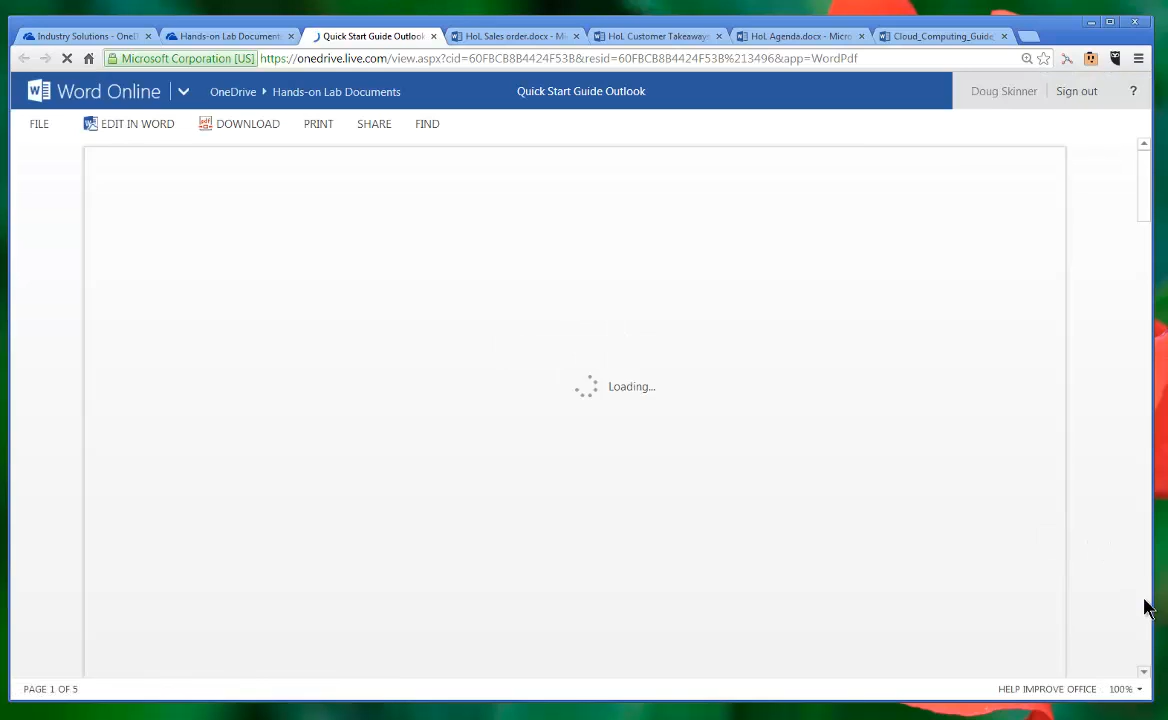 Industry Solutions - OneD
Hands-on Lab Documents
Quick Start Guide Outlook
HoL Sales order.docx - Mi
HoL Customer Takeaways
HoL Agenda.docx - Micro
Cloud_Computing_Guide_
Microsoft Corporation [US]
https://onedrive.live.com/view.aspx?cid=60FBCB8B4424F53B&resid=60FBCB8B4424F53B%213496&app=WordPdf
Word Online
OneDrive
Hands-on Lab Documents
Quick Start Guide Outlook
Doug Skinner
Sign out
?
FILE
EDIT IN WORD
DOWNLOAD
PRINT
SHARE
FIND
Loading...
PAGE 1 OF 5
HELP IMPROVE OFFICE
100%